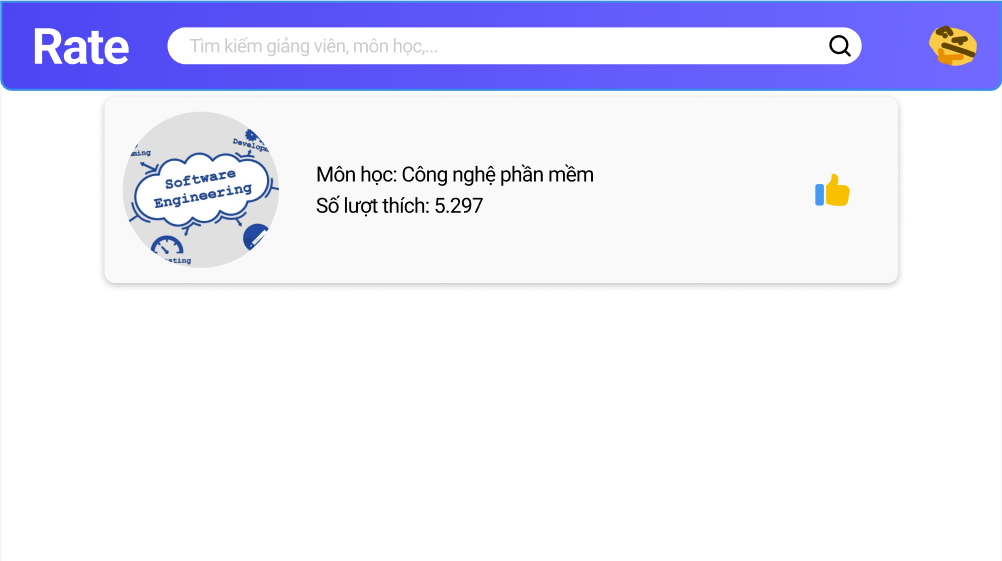 Rate
Tìm kiếm giảng viên, môn học,...
Software
Engineering
Môn học: Công nghệ phần mềm
Số lượt thích: 5.297